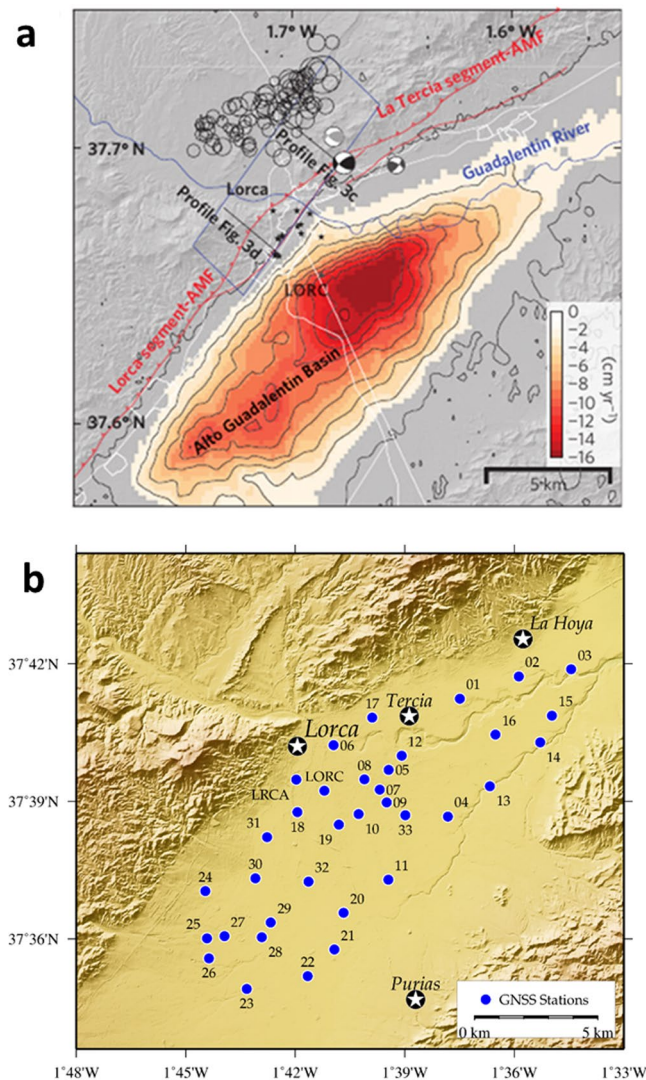 a
1.7° W
1.6° W
La Tercia segment-AMF
37.7° N
Profile Fig. 3c
Guadalentin River
Lorca
Profile Fig. 3d
LORC
Lorca segment-AMF
Alto Guadalentin Basin
37.6° N
0
−2
−4
−6
−8
−10
−12
−14
−16
(cm yr⁻¹)
5 km
b
La Hoya
37°42'
02
03
01
17
Tercia
15
16
Lorca
06
12
14
08
05
LRCA
LORC
07
13
37°39'
09
04
18
10
33
31
19
30
32
11
24
29
20
25
27
37°36'
28
21
26
22
23
Purias
GNSS Stations
0 km
5 km
1°48'W
1°45'W
1°42'W
1°39'W
1°36'W
1°33'W